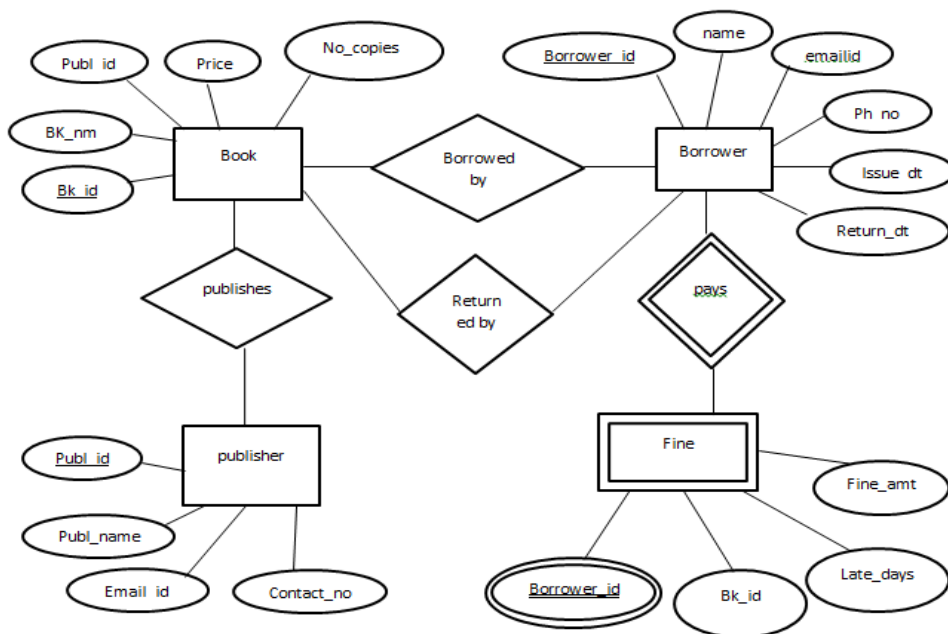 No_copies
name
Publ_id
Price
Borrower_id
emailid
Ph_no
BK_nm
Book
Borrowed
by
Borrower
Issue_dt
Bk_id
Return_dt
publishes
Return
ed by
pays
Publ_id
publisher
Fine
Fine_amt
Publ_name
Email_id
Contact_no
Borrower_id
Bk_id
Late_days